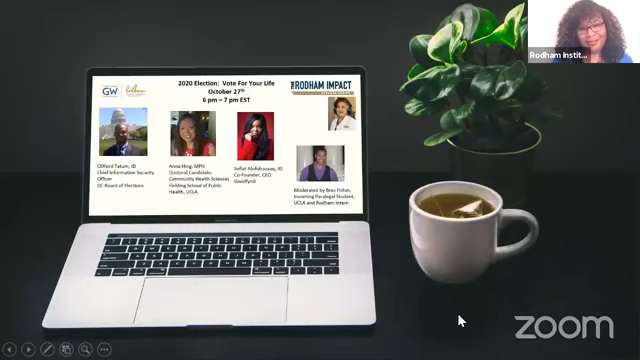 2020 Election: Vote For Your Life
October 27th
6 pm – 7 pm EST
GW
THE RODHAM IMPACT
Clifford Tatum, JD
Chief Information Security
Officer
DC Board of Elections
Anna Hing, MPH
Doctoral Candidate,
Community Health Sciences
Fielding School of Public
Health, UCLA
JD
Co-Founder, CEO
Goodfynd
Moderated by Brec Fisher,
Incoming Paralegal Student,
UCLA and Rodham Intern
Rodham Instit...
zoom